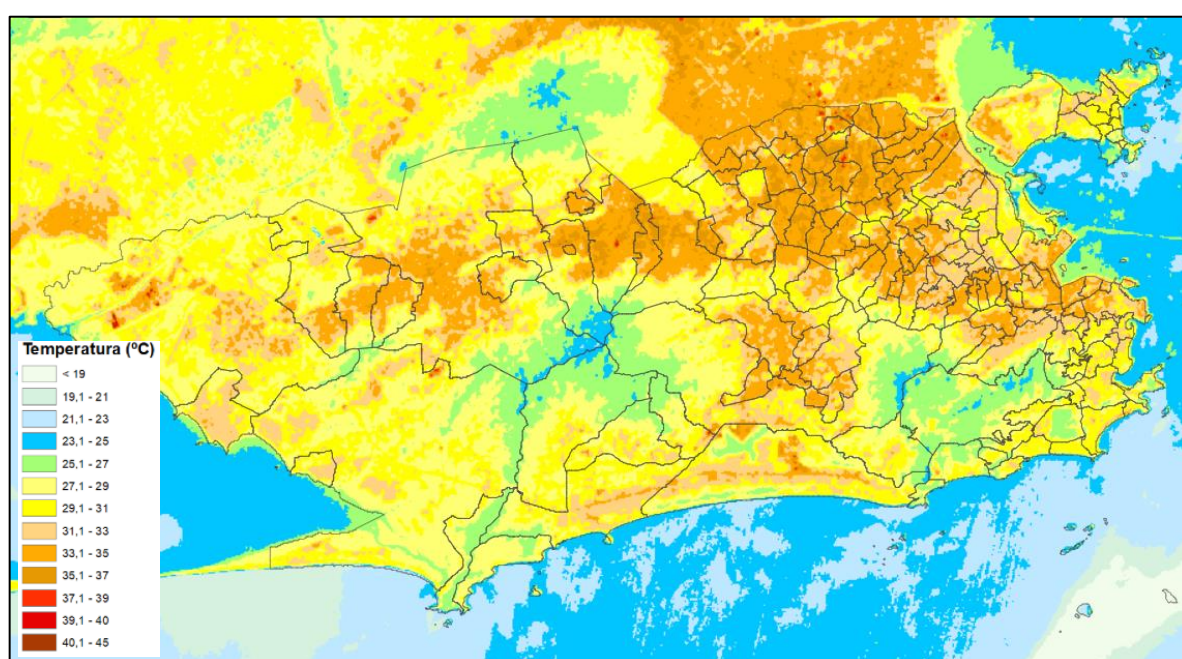 Temperatura (ºC)
< 19
19,1 - 21
21,1 - 23
23,1 - 25
25,1 - 27
27,1 - 29
29,1 - 31
31,1 - 33
33,1 - 35
35,1 - 37
37,1 - 39
39,1 - 40
40,1 - 45